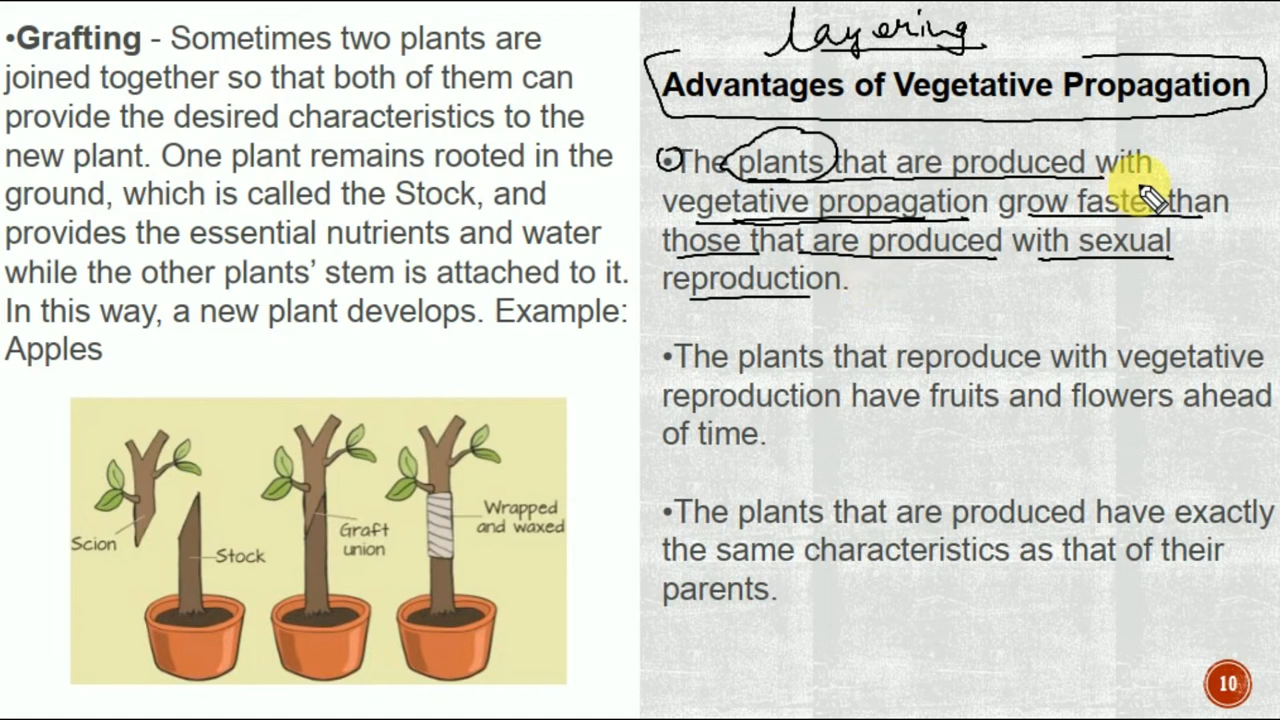 •Grafting - Sometimes two plants are
joined together so that both of them can
provide the desired characteristics to the
new plant. One plant remains rooted in the
ground, which is called the Stock, and
provides the essential nutrients and water
while the other plants’ stem is attached to it.
In this way, a new plant develops. Example:
Apples
Scion
Stock
Graft
union
Wrapped
and waxed
layering
Advantages of Vegetative Propagation
•The plants that are produced with
vegetative propagation grow faster than
those that are produced with sexual
reproduction.
•The plants that reproduce with vegetative
reproduction have fruits and flowers ahead
of time.
•The plants that are produced have exactly
the same characteristics as that of their
parents.
10